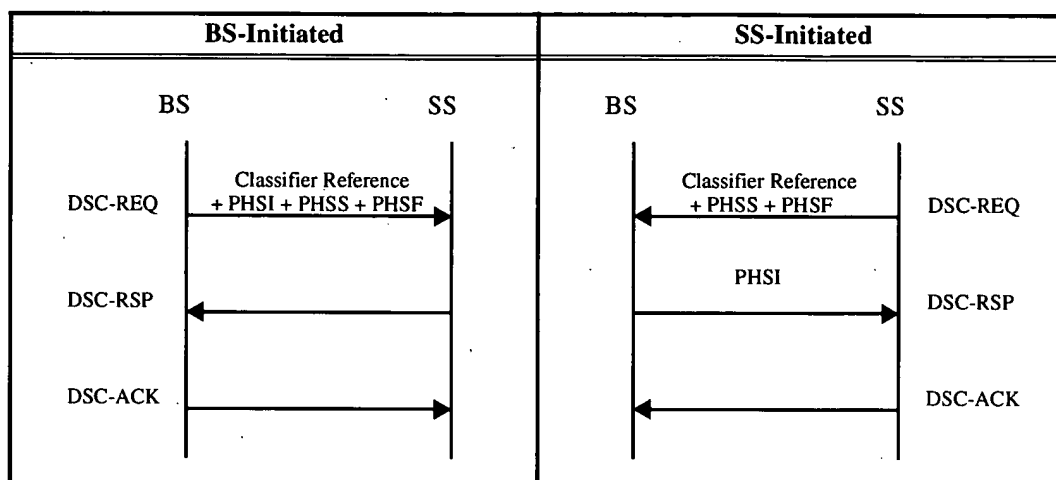 BS-Initiated
SS-Initiated
BS
SS
BS
SS
DSC-REQ
Classifier Reference
+ PHSI + PHSS + PHSF
Classifier Reference
+ PHSS + PHSF
DSC-REQ
DSC-RSP
PHSI
DSC-RSP
DSC-ACK
DSC-ACK